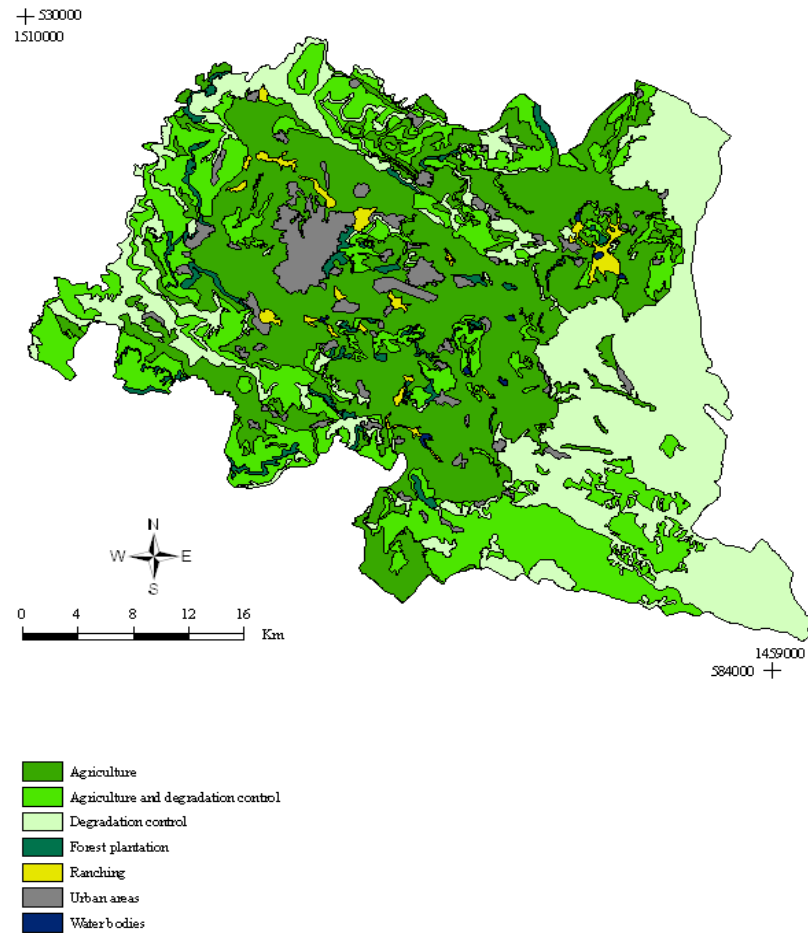 530000
1510000
N
W E
S
0 4 8 12 16
Km
1459000
584000
Agriculture
Agriculture and degradation control
Degradation control
Forest plantation
Ranching
Urban areas
Water bodies